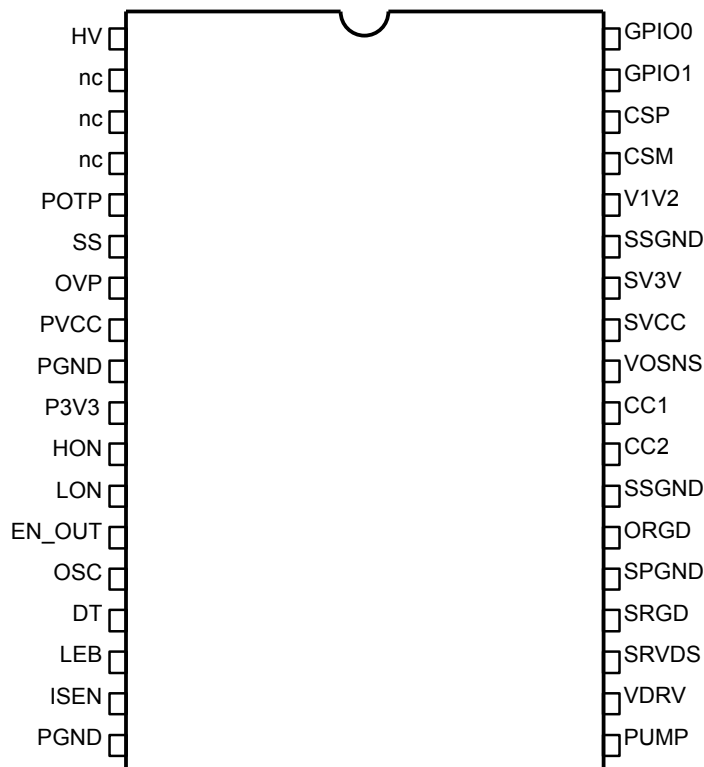 HV
nc
nc
nc
POTP
SS
OVP
PVCC
PGND
P3V3
HON
LON
EN_OUT
OSC
DT
LEB
ISEN
PGND
GPIO0
GPIO1
CSP
CSM
V1V2
SSGND
SV3V
SVCC
VOSNS
CC1
CC2
SSGND
ORGD
SPGND
SRGD
SRVDS
VDRV
PUMP